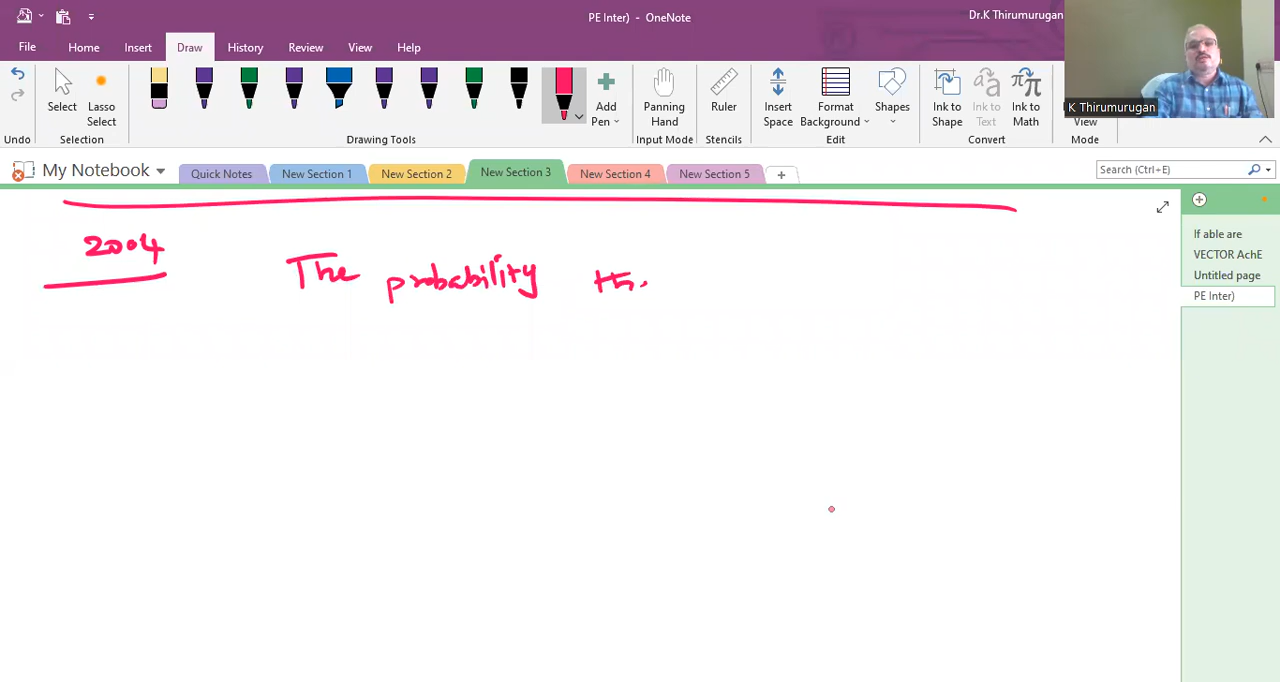 PE Inter) - OneNote
Dr.K Thirumurugan
File Home Insert Draw History Review View Help
Select Lasso Select Add Pen Panning Hand Ruler Insert Space Format Background Shapes Ink to Shape Ink to Text Ink to Math View
K Thirumurugan
Undo Selection Drawing Tools Input Mode Stencils Edit Convert Mode
My Notebook Quick Notes New Section 1 New Section 2 New Section 3 New Section 4 New Section 5 Search (Ctrl+E)
2004
The probability
If able are
VECTOR AchE
Untitled page
PE Inter)